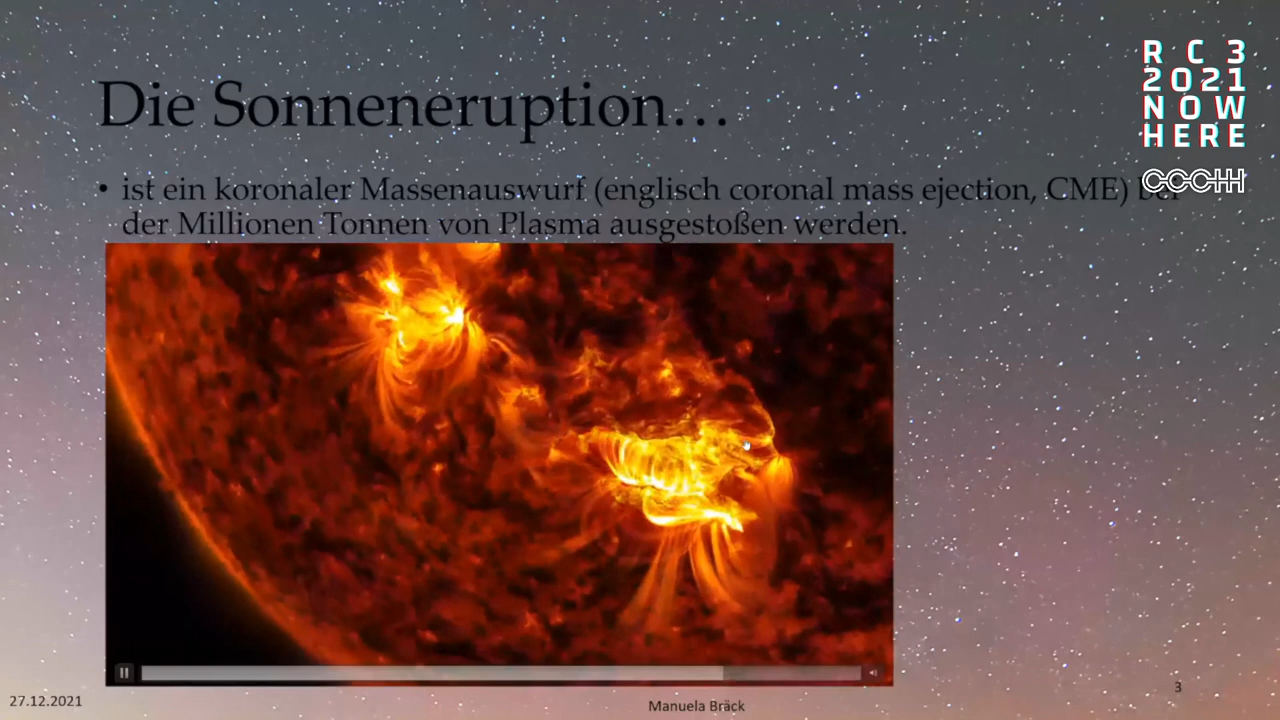 Die Sonneneruption…
R C 3
2021
NOW
HERE
• ist ein koronaler Massenauswurf (englisch coronal mass ejection, CME) bei
CCCHH
der Millionen Tonnen von Plasma ausgestoßen werden.
27.12.2021
Manuela Bräck
3